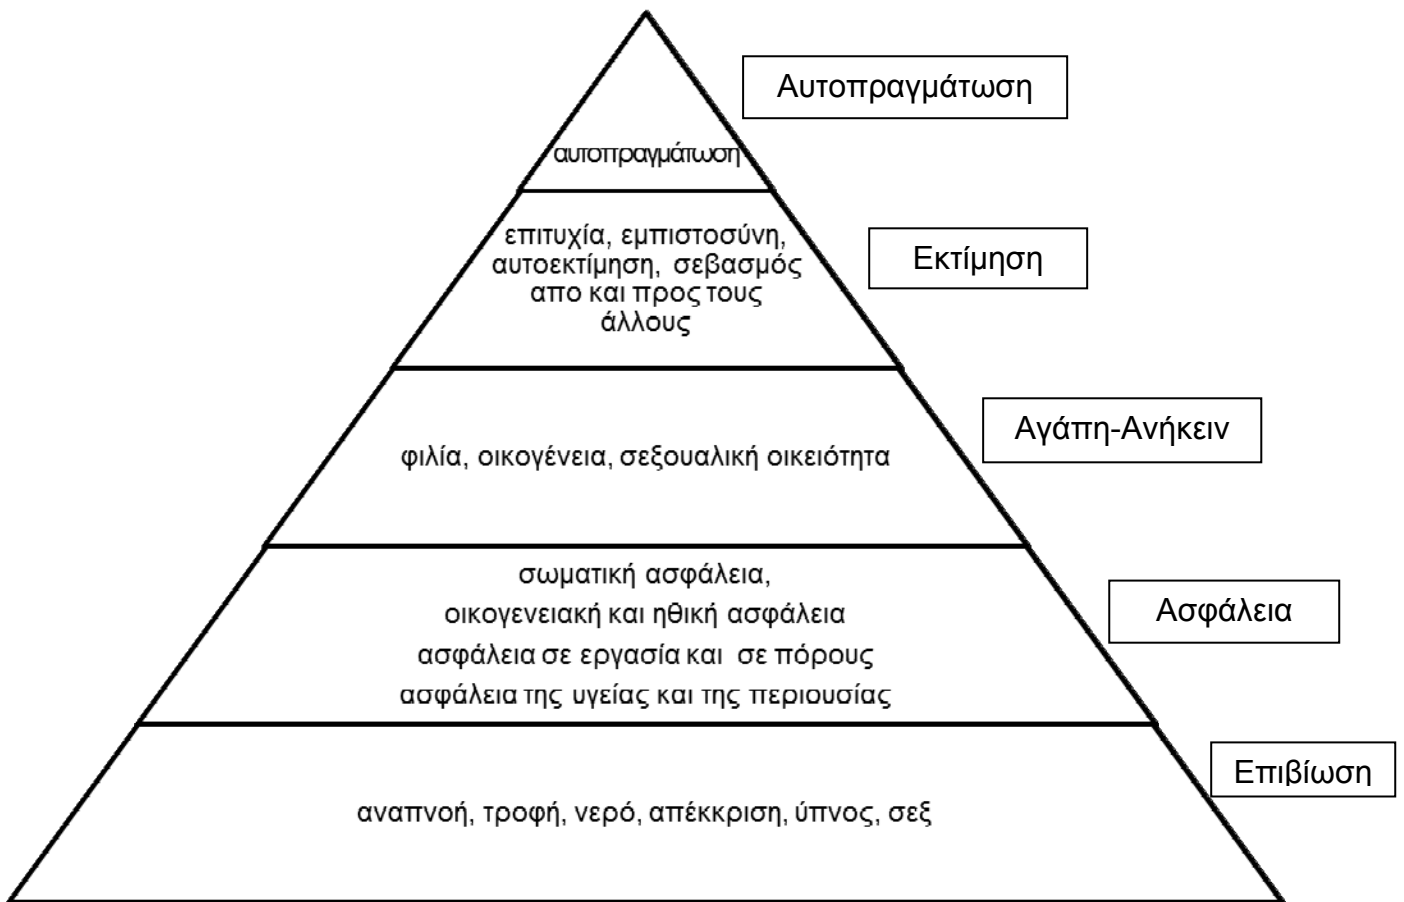 Αυτοπραγμάτωση
αυτοπραγμάτωση
επιτυχία, εμπιστοσύνη,
αυτοεκτίμηση, σεβασμός
απο και προς τους
άλλους
Εκτίμηση
Αγάπη-Ανήκειν
φιλία, οικογένεια, σεξουαλική οικειότητα
σωματική ασφάλεια,
οικογενειακή και ηθική ασφάλεια
ασφάλεια σε εργασία και σε πόρους
ασφάλεια της υγείας και της περιουσίας
Ασφάλεια
Επιβίωση
αναπνοή, τροφή, νερό, απέκκριση, ύπνος, σεξ